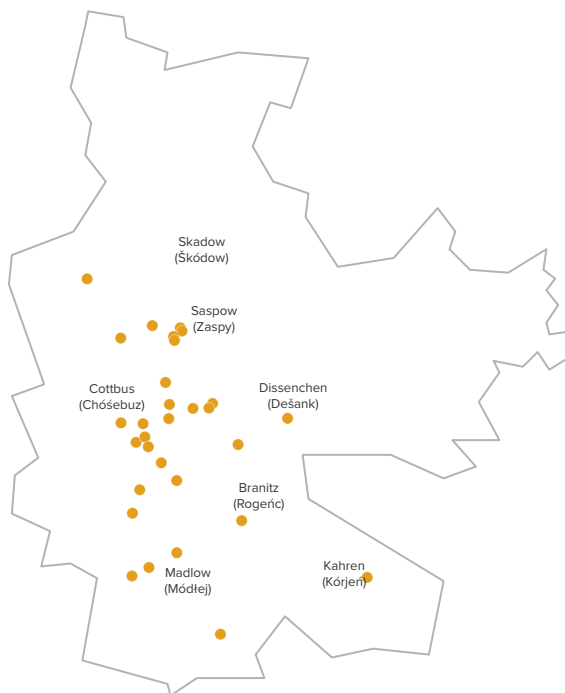 Skadow
(Škódow)
Saspow
(Zaspy)
Cottbus
(Chóśebuz)
Dissenchen
(Dešank)
Branitz
(Rogeńc)
Madlow
(Módłej)
Kahren
(Kórjeń)